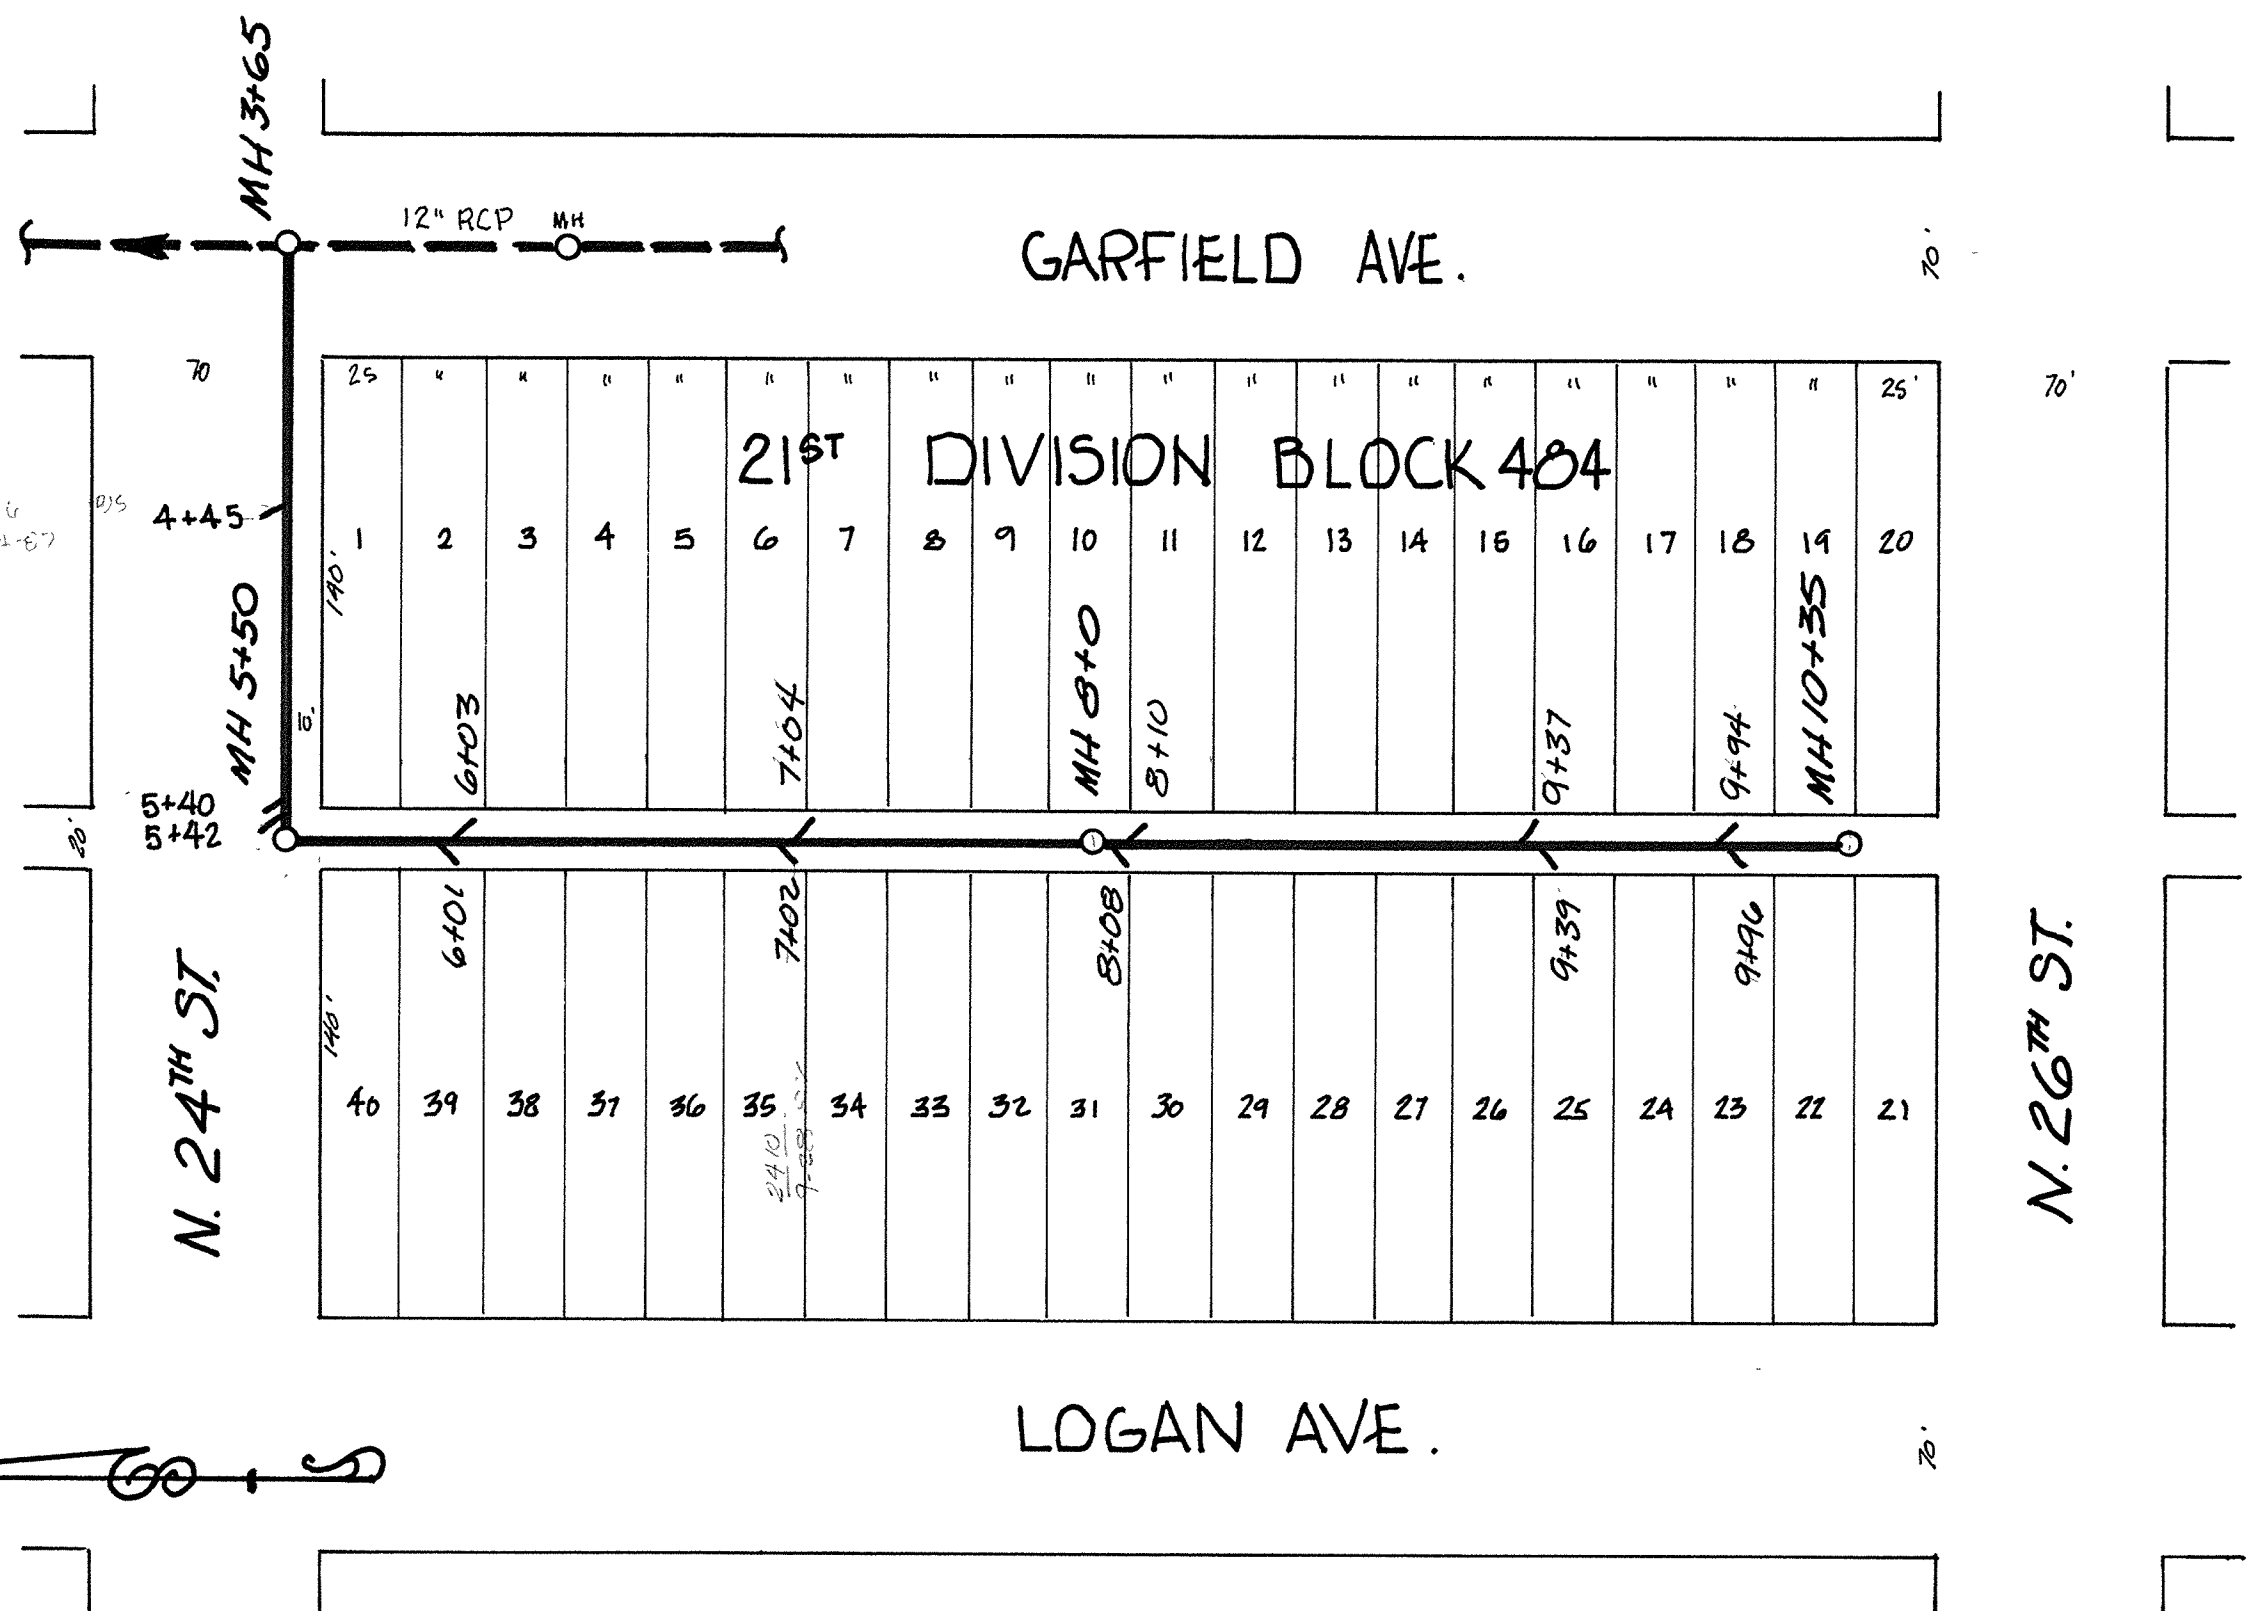 MH 3+65
12" RCP MH
GARFIELD AVE.
70'
70
25 " " " " " " " " " " " " " " " " " " 25'
70'
21ST DIVISION BLOCK 484
4+45
1 2 3 4 5 6 7 8 9 10 11 12 13 14 15 16 17 18 19 20
140'
MH 5+50
10'
6+03
7+04
MH 8+0
8+10
9+37
9+94
MH 10+35
5+40
5+42
20'
6+01
7+02
8+08
9+39
9+96
N. 24TH ST.
N. 26TH ST.
140'
40 39 38 37 36 35 34 33 32 31 30 29 28 27 26 25 24 23 22 21
2410
LOGAN AVE.
70'